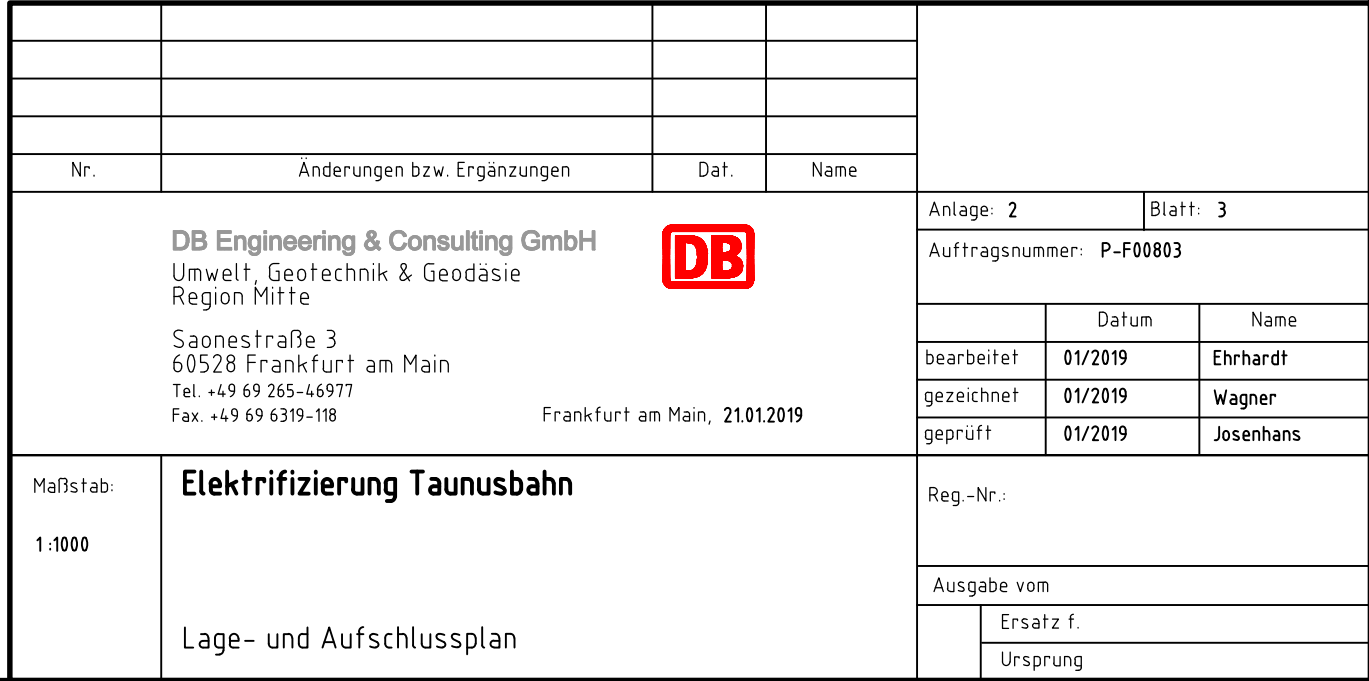 Nr. Änderungen bzw. Ergänzungen Dat. Name
Anlage: 2 Blatt: 3
DB Engineering & Consulting GmbH
DB
Umwelt, Geotechnik & Geodäsie
Region Mitte
Saonestraße 3
60528 Frankfurt am Main
Tel. +49 69 265-46977
Fax. +49 69 6319-118
Frankfurt am Main, 21.01.2019
Auftragsnummer: P-F00803
Datum Name
bearbeitet 01/2019 Ehrhardt
gezeichnet 01/2019 Wagner
geprüft 01/2019 Josenhans
Maßstab:
1:1000
Elektrifizierung Taunusbahn
Lage- und Aufschlussplan
Reg.-Nr.:
Ausgabe vom
Ersatz f.
Ursprung